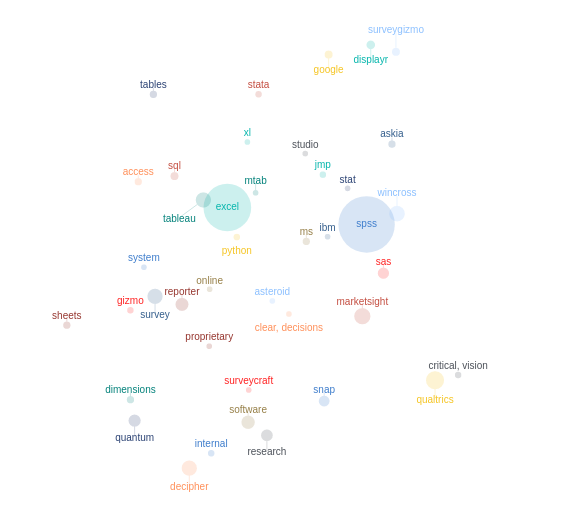 surveygizmo
displayr
google
tables
stata
xl
askia
studio
sql
jmp
access
mtab
stat
wincross
excel
tableau
spss
ibm
ms
python
system
sas
online
reporter
asteroid
gizmo
marketsight
survey
sheets
clear, decisions
proprietary
critical, vision
surveycraft
dimensions
snap
qualtrics
software
quantum
internal
research
decipher